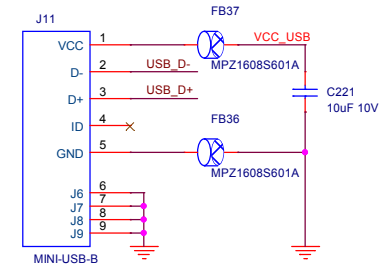 J11
FB37
VCC 1
VCC_USB
D- 2 USB_D-
MPZ1608S601A
D+ 3 USB_D+
C221
10uF 10V
ID 4
FB36
GND 5
MPZ1608S601A
J6 6
J7 7
J8 8
J9 9
MINI-USB-B